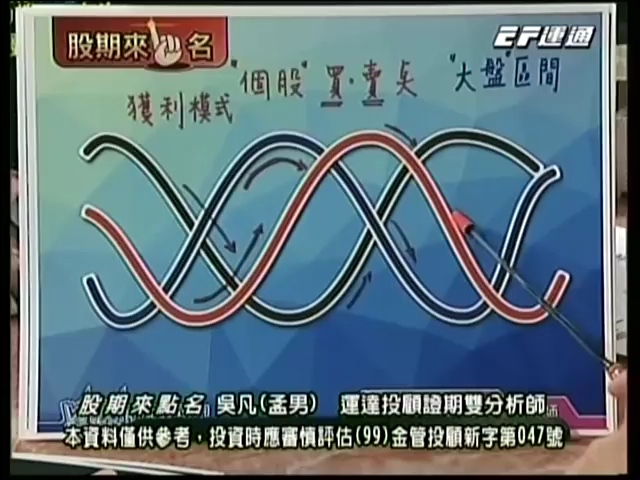 股期來點名
EF運通
獲利模式 "個股" 買·賣矣 "大盤"區間
股期來點名 吳凡(孟男) 運達投顧證期雙分析師
本資料僅供參考,投資時應審慎評估(99)金管投顧新字第047號